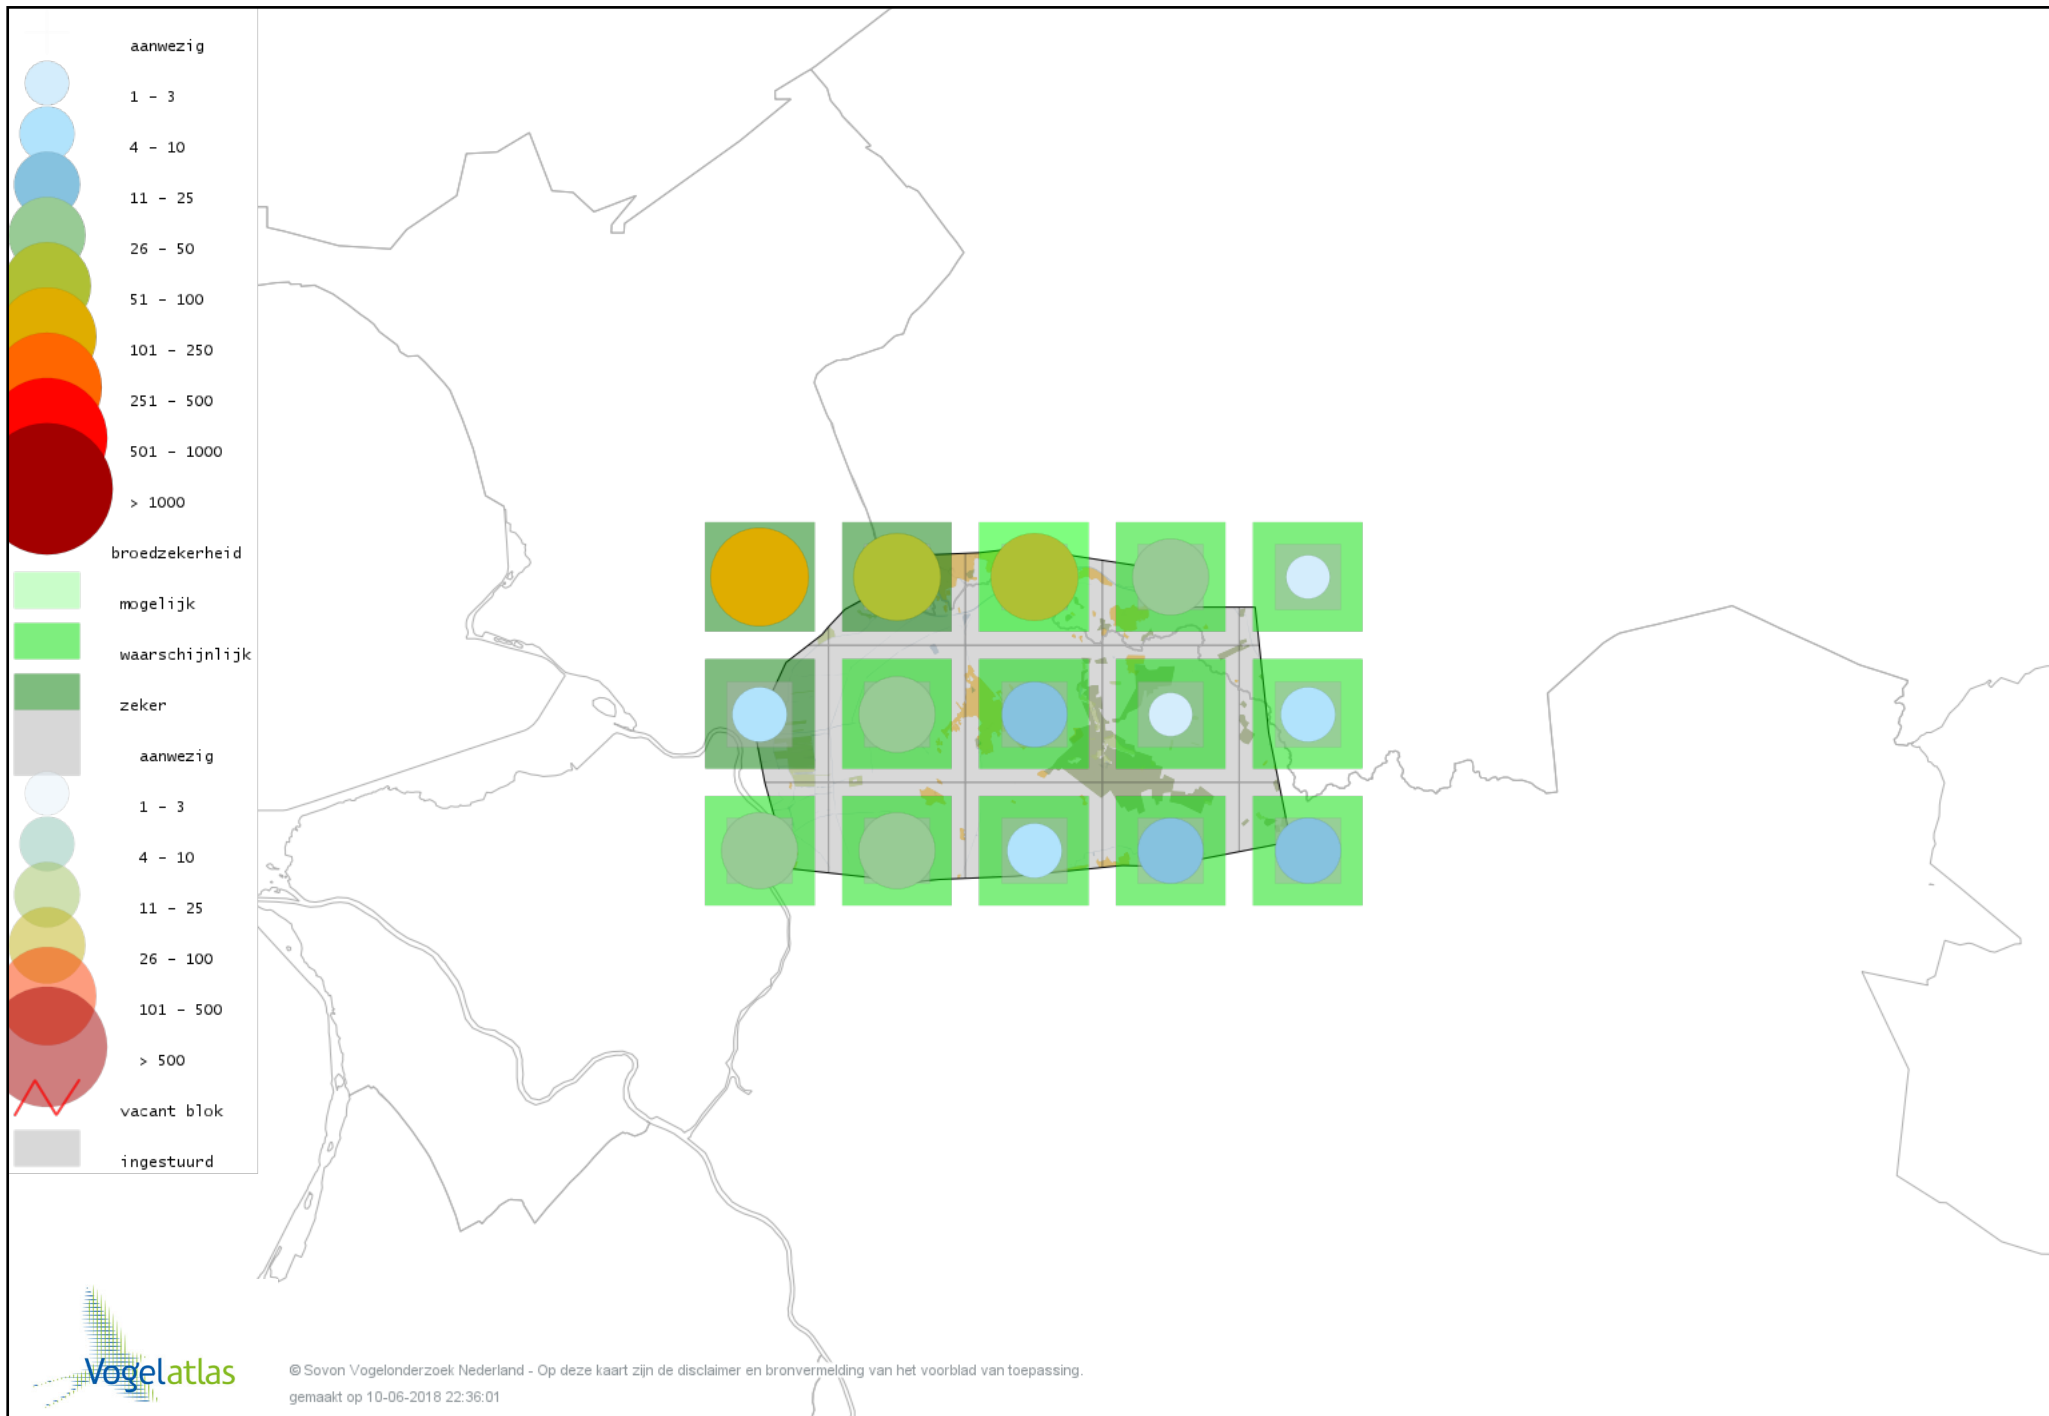 aanwezig
1 - 3
4 - 10
11 - 25
26 - 50
51 - 100
101 - 250
251 - 500
501 - 1000
> 1000
broedzekerheid
mogelijk
waarschijnlijk
zeker
aanwezig
1 - 3
4 - 10
11 - 25
26 - 100
101 - 500
> 500
vacant blok
ingestuurd
Vogelatlas
© Sovon Vogelonderzoek Nederland - Op deze kaart zijn de disclaimer en bronvermelding van het voorblad van toepassing.
gemaakt op 10-06-2018 22:36:01